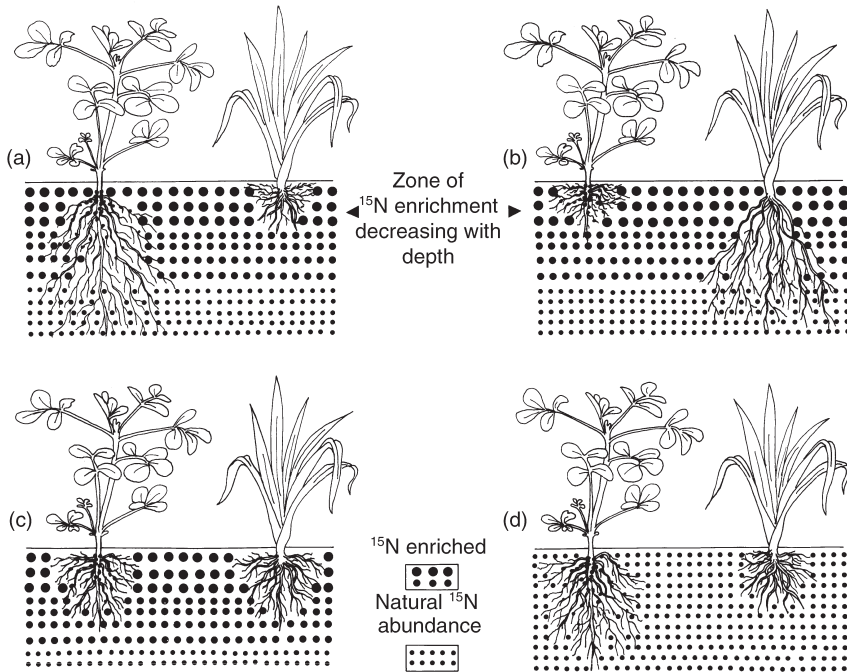 (a)
(b)
Zone of
¹⁵N enrichment
decreasing with
depth
(c)
(d)
¹⁵N enriched
Natural ¹⁵N
abundance